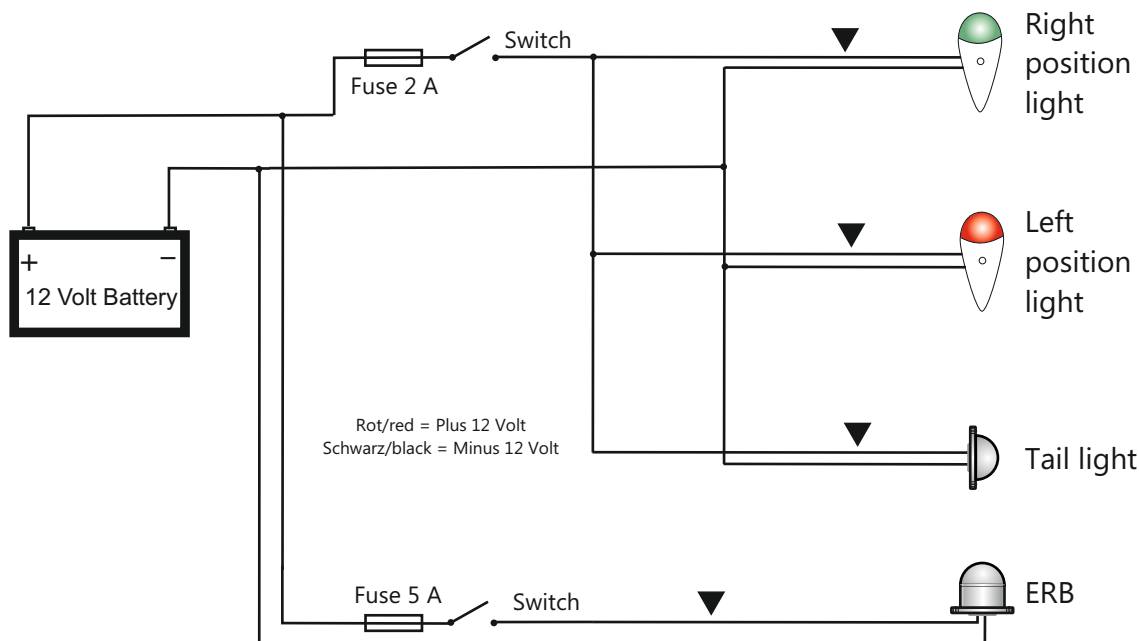 Switch
Fuse 2 A
Right
position
light
+
−
12 Volt Battery
Left
position
light
Rot/red = Plus 12 Volt
Schwarz/black = Minus 12 Volt
Tail light
Fuse 5 A
Switch
ERB